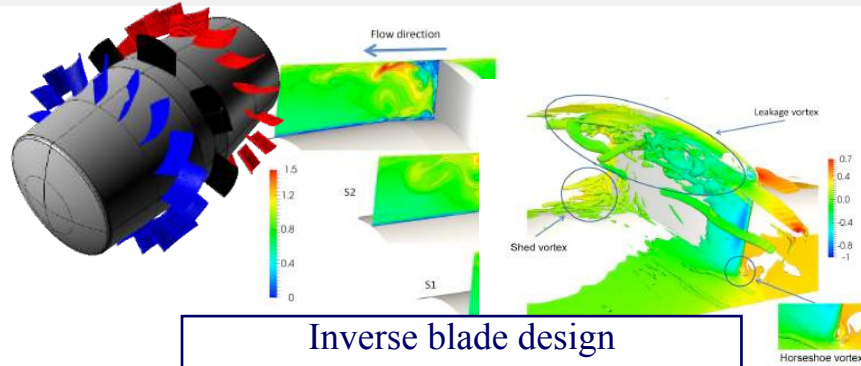 Flow direction
Leakage vortex
1.5
1.2
0.8
0.4
0
S2
S1
Shed vortex
0.7
0.4
0.0
-0.4
-0.8
-1
Horseshoe vortex
Inverse blade design